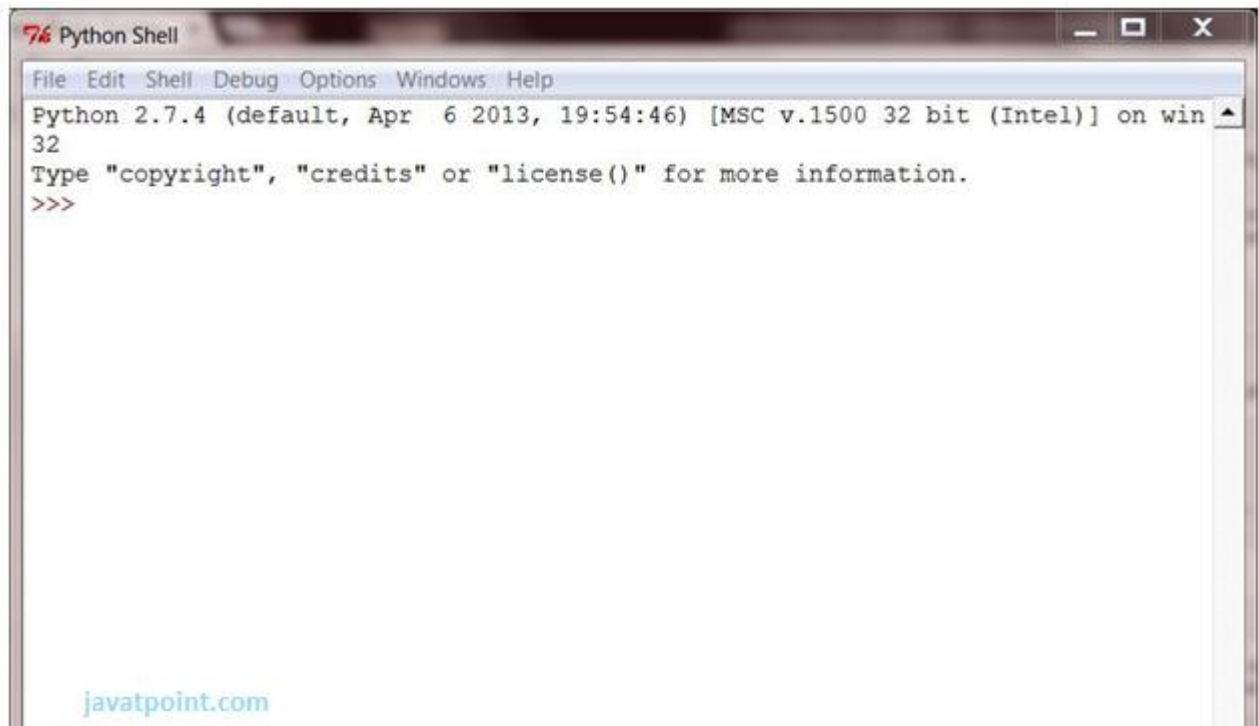 Python Shell
File Edit Shell Debug Options Windows Help
Python 2.7.4 (default, Apr  6 2013, 19:54:46) [MSC v.1500 32 bit (Intel)] on win
32
Type "copyright", "credits" or "license()" for more information.
>>>
javatpoint.com